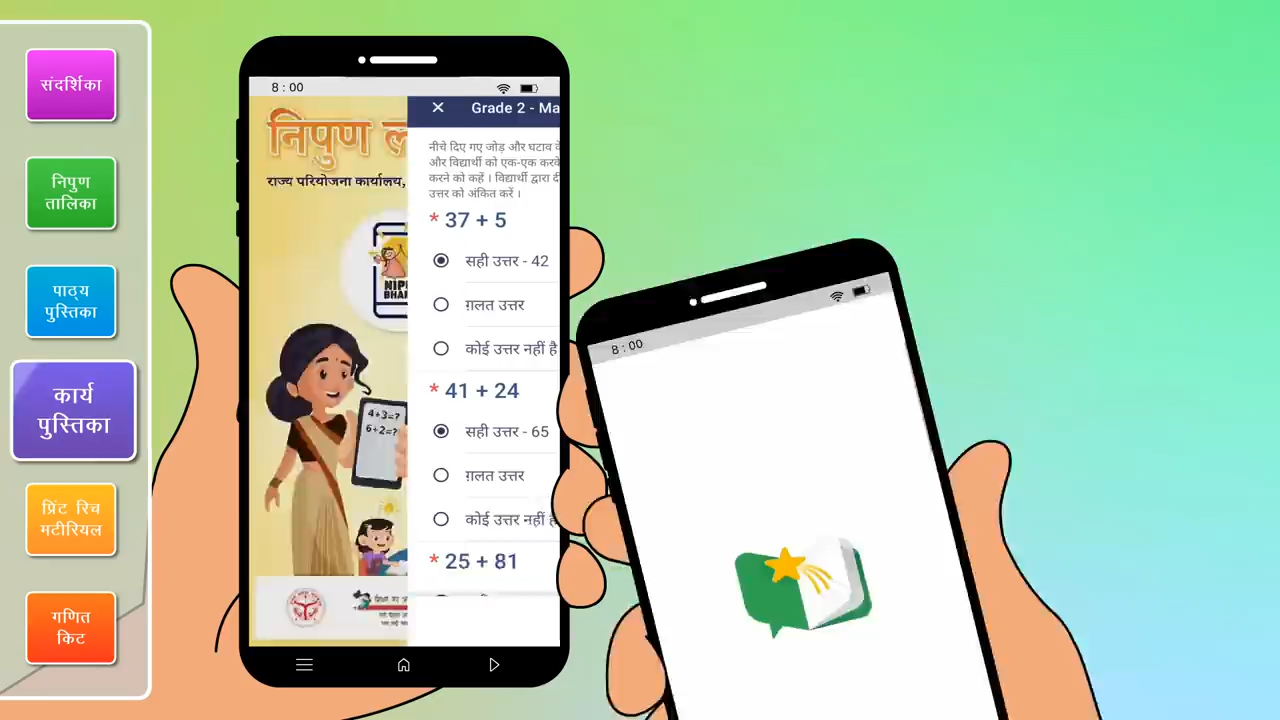 संदर्शिका
निपुण
तालिका
पाठ्य
पुस्तिका
कार्य
पुस्तिका
प्रिंट रिच
मटीरियल
गणित
किट
8 : 00
निपुण ल
राज्य परियोजना कार्यालय,
NIP
BHAR
4+3=?
6+2=?
Grade 2 - Ma
नीचे दिए गए जोड़ और घटाव के
और विद्यार्थी को एक-एक करके
करने को कहें । विद्यार्थी द्वारा दी
उत्तर को अंकित करें ।
* 37 + 5
सही उत्तर - 42
ग़लत उत्तर
कोई उत्तर नहीं है
* 41 + 24
सही उत्तर - 65
ग़लत उत्तर
कोई उत्तर नहीं है
* 25 + 81
8 : 00